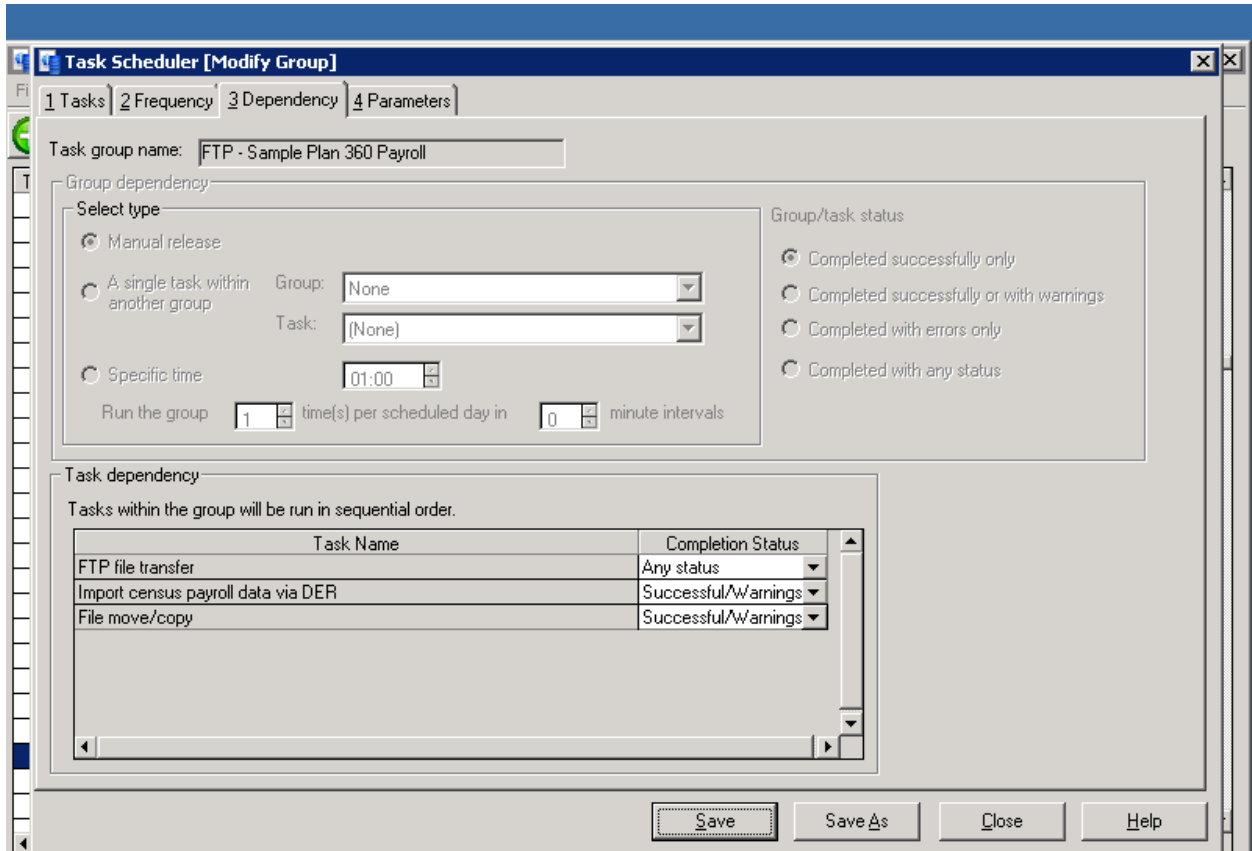 Task Scheduler [Modify Group]
Fi
1 Tasks 2 Frequency 3 Dependency 4 Parameters
Task group name: FTP - Sample Plan 360 Payroll
T
Group dependency
Select type
Manual release
A single task within
another group
Group: None
Task: (None)
Specific time 01:00
Run the group 1 time(s) per scheduled day in 0 minute intervals
Group/task status
Completed successfully only
Completed successfully or with warnings
Completed with errors only
Completed with any status
Task dependency
Tasks within the group will be run in sequential order.
Task Name Completion Status
FTP file transfer Any status
Import census payroll data via DER Successful/Warnings
File move/copy Successful/Warnings
Save Save As Close Help